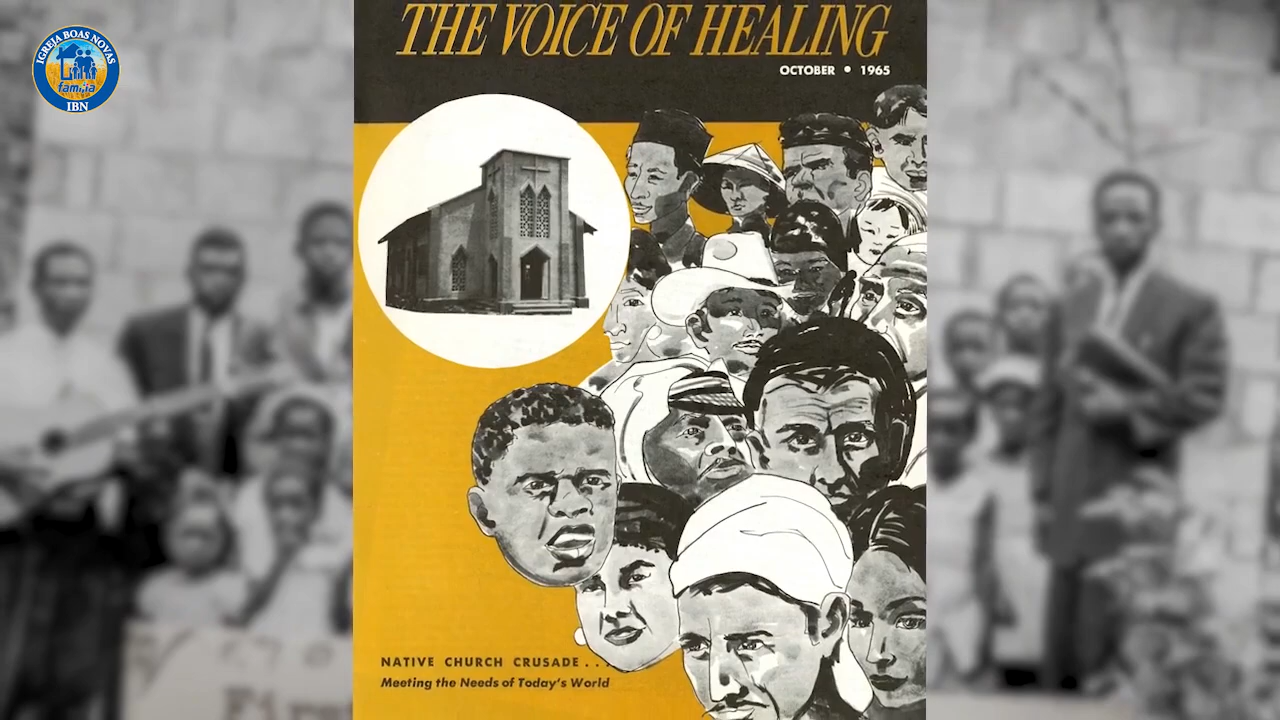 IGREJA BOAS NOVAS
família
IBN
THE VOICE OF HEALING
OCTOBER • 1965
NATIVE CHURCH CRUSADE . . .
Meeting the Needs of Today's World
First